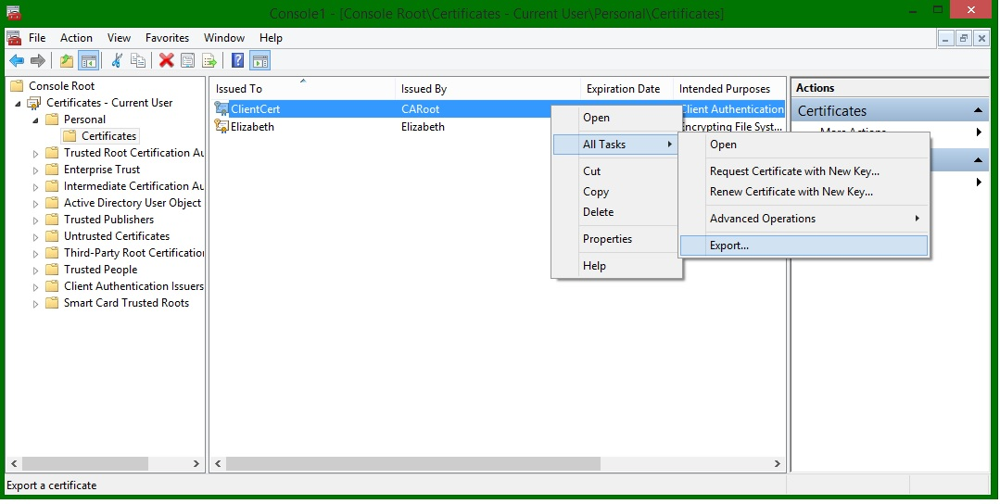 Console1 - [Console Root\Certificates - Current User\Personal\Certificates]
File Action View Favorites Window Help
Console Root
Certificates - Current User
Personal
Certificates
Trusted Root Certification Au
Enterprise Trust
Intermediate Certification Au
Active Directory User Object
Trusted Publishers
Untrusted Certificates
Third-Party Root Certification
Trusted People
Client Authentication Issuers
Smart Card Trusted Roots
Issued To Issued By Expiration Date Intended Purposes
ClientCert CARoot Client Authentication
Elizabeth Elizabeth Encrypting File Syst...
Open
All Tasks
Cut
Copy
Delete
Properties
Help
Open
Request Certificate with New Key...
Renew Certificate with New Key...
Advanced Operations
Export...
Actions
Certificates
More Actions
Export a certificate